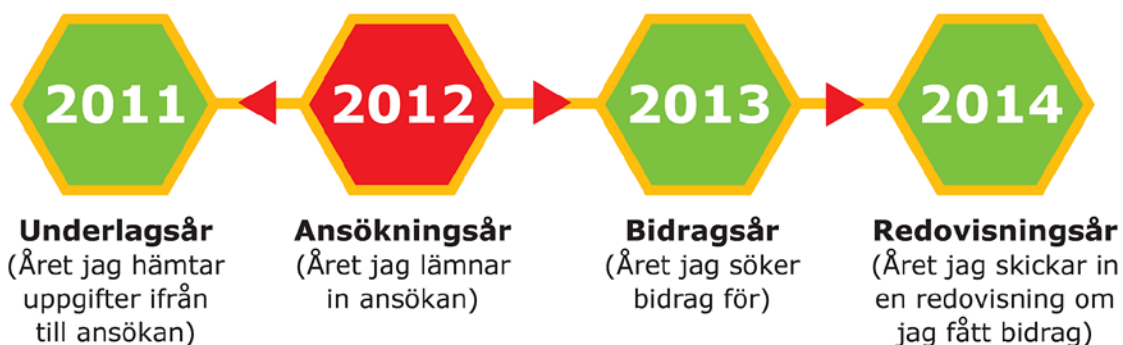 2011
2012
2013
2014
Underlagsår
(Året jag hämtar
uppgifter ifrån
till ansökan)
Ansökningsår
(Året jag lämnar
in ansökan)
Bidragsår
(Året jag söker
bidrag för)
Redovisningsår
(Året jag skickar in
en redovisning om
jag fått bidrag)